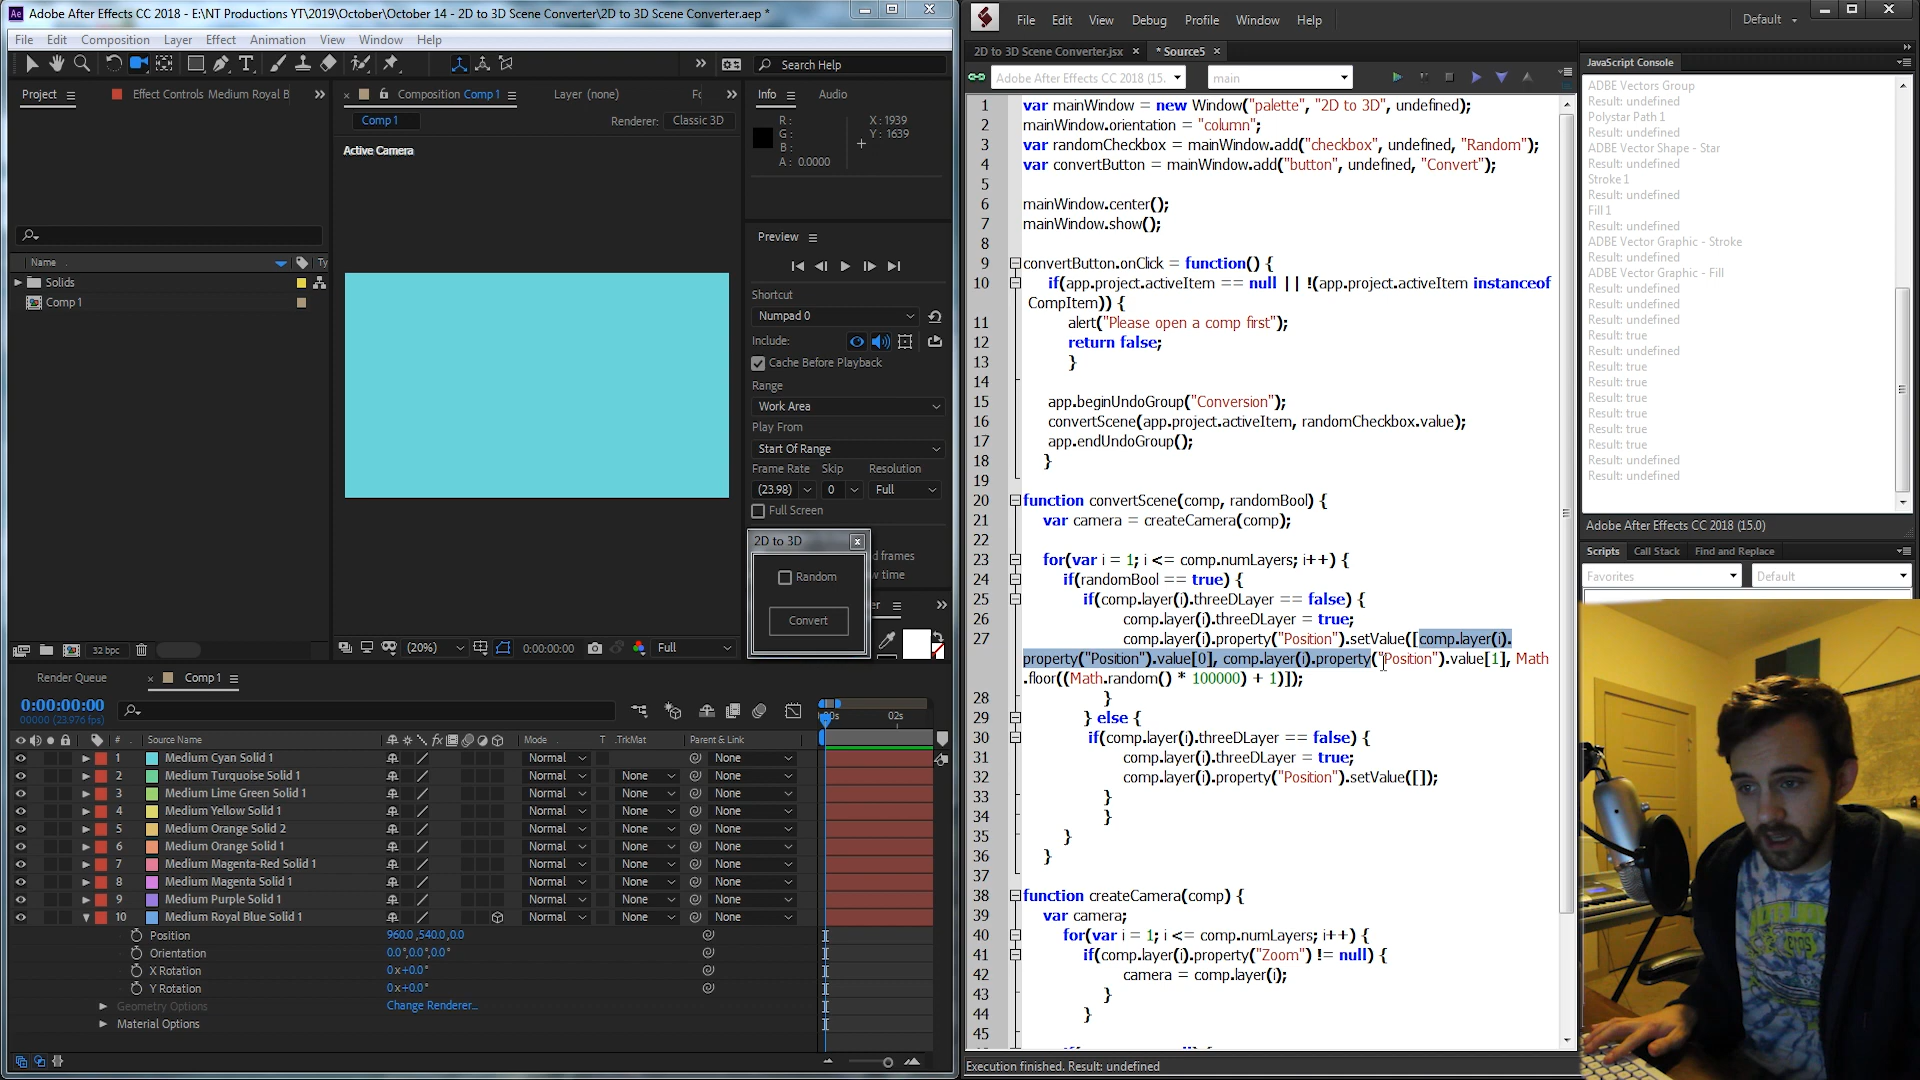 Adobe After Effects CC 2018 - E:\NT Productions YT\2019\October\October 14 - 2D to 3D Scene Converter\2D to 3D Scene Converter.aep *
File Edit Composition Layer Effect Animation View Window Help
Search Help
Project
Effect Controls Medium Royal B
Composition Comp 1
Layer (none)
Comp 1
Renderer: Classic 3D
Active Camera
Name
Ty
Solids
Comp 1
32 bpc
(20%)
0:00:00:00
Full
Info
Audio
R:
G:
B:
A: 0.0000
X: 1939
Y: 1639
Preview
Shortcut
Numpad 0
Include:
Cache Before Playback
Range
Work Area
Play From
Start Of Range
Frame Rate Skip Resolution
(23.98) 0 Full
Full Screen
d frames
w time
2D to 3D
Random
Convert
Render Queue
Comp 1
0:00:00:00
00000 (23.976 fps)
02s
# Source Name Mode T .TrkMat Parent & Link
1 Medium Cyan Solid 1 Normal None
2 Medium Turquoise Solid 1 Normal None None
3 Medium Lime Green Solid 1 Normal None None
4 Medium Yellow Solid 1 Normal None None
5 Medium Orange Solid 2 Normal None None
6 Medium Orange Solid 1 Normal None None
7 Medium Magenta-Red Solid 1 Normal None None
8 Medium Magenta Solid 1 Normal None None
9 Medium Purple Solid 1 Normal None None
10 Medium Royal Blue Solid 1 Normal None None
Position 960.0,540.0,0.0
Orientation 0.0°,0.0°,0.0°
X Rotation 0x+0.0°
Y Rotation 0x+0.0°
Geometry Options Change Renderer...
Material Options
File Edit View Debug Profile Window Help
Default
2D to 3D Scene Converter.jsx
* Source5
Adobe After Effects CC 2018 (15.
main
1 var mainWindow = new Window("palette", "2D to 3D", undefined);
2 mainWindow.orientation = "column";
3 var randomCheckbox = mainWindow.add("checkbox", undefined, "Random");
4 var convertButton = mainWindow.add("button", undefined, "Convert");
5
6 mainWindow.center();
7 mainWindow.show();
8
9 convertButton.onClick = function() {
10 if(app.project.activeItem == null || !(app.project.activeItem instanceof
CompItem)) {
11 alert("Please open a comp first");
12 return false;
13 }
14
15 app.beginUndoGroup("Conversion");
16 convertScene(app.project.activeItem, randomCheckbox.value);
17 app.endUndoGroup();
18 }
19
20 function convertScene(comp, randomBool) {
21 var camera = createCamera(comp);
22
23 for(var i = 1; i <= comp.numLayers; i++) {
24 if(randomBool == true) {
25 if(comp.layer(i).threeDLayer == false) {
26 comp.layer(i).threeDLayer = true;
27 comp.layer(i).property("Position").setValue([comp.layer(i).
property("Position").value[0], comp.layer(i).property("Position").value[1], Math
.floor((Math.random() * 100000) + 1)]);
28 }
29 } else {
30 if(comp.layer(i).threeDLayer == false) {
31 comp.layer(i).threeDLayer = true;
32 comp.layer(i).property("Position").setValue([]);
33 }
34 }
35 }
36 }
37
38 function createCamera(comp) {
39 var camera;
40 for(var i = 1; i <= comp.numLayers; i++) {
41 if(comp.layer(i).property("Zoom") != null) {
42 camera = comp.layer(i);
43 }
44 }
45
Execution finished. Result: undefined
JavaScript Console
ADBE Vectors Group
Result: undefined
Polystar Path 1
Result: undefined
ADBE Vector Shape - Star
Result: undefined
Stroke 1
Result: undefined
Fill 1
Result: undefined
ADBE Vector Graphic - Stroke
Result: undefined
ADBE Vector Graphic - Fill
Result: undefined
Result: undefined
Result: undefined
Result: true
Result: undefined
Result: true
Result: true
Result: true
Result: true
Result: true
Result: true
Result: undefined
Result: undefined
Adobe After Effects CC 2018 (15.0)
Scripts Call Stack Find and Replace
Favorites
Default